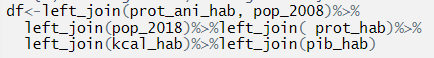 df<-left_join(prot_ani_hab, pop_2008)%>%
left_join(pop_2018)%>%left_join( prot_hab)%>%
left_join(kcal_hab)%>%left_join(pib_hab)